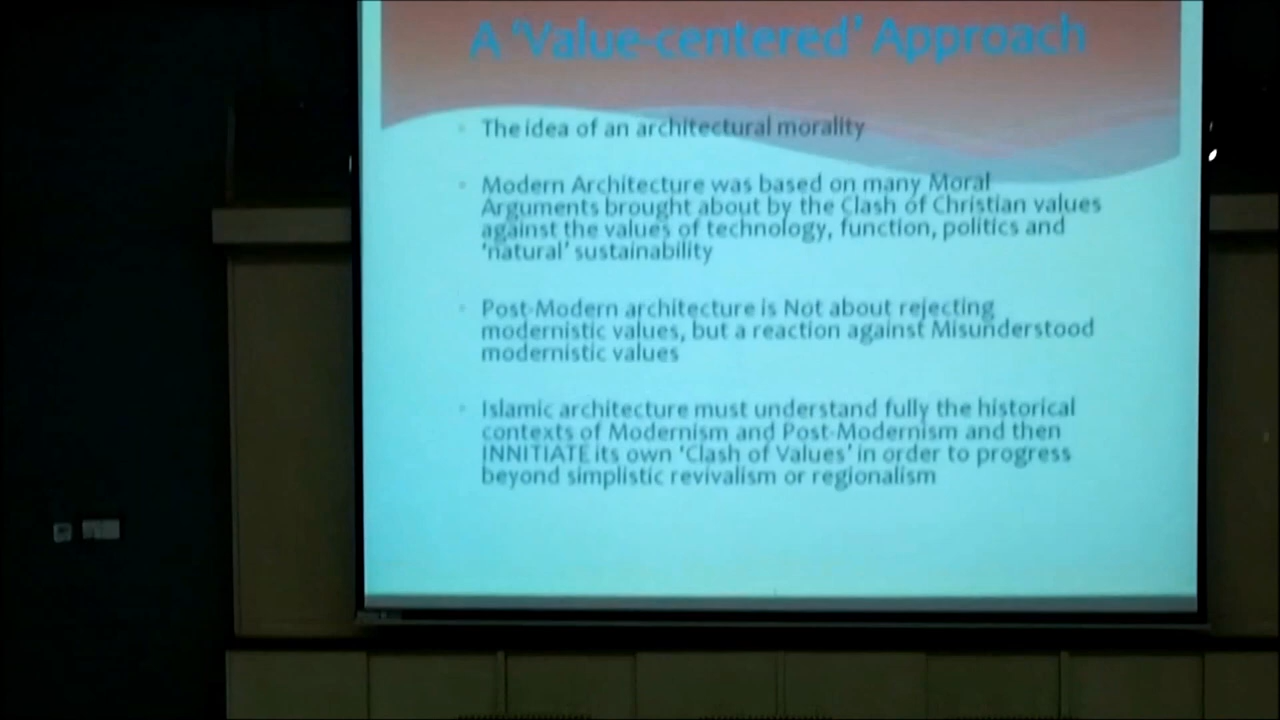 A 'Value-centered' Approach
The idea of an architectural morality
Modern Architecture was based on many Moral
Arguments brought about by the Clash of Christian values
against the values of technology, function, politics and
'natural' sustainability
Post-Modern architecture is Not about rejecting
modernistic values, but a reaction against Misunderstood
modernistic values
Islamic architecture must understand fully the historical
contexts of Modernism and Post-Modernism and then
INNITIATE its own 'Clash of Values' in order to progress
beyond simplistic revivalism or regionalism